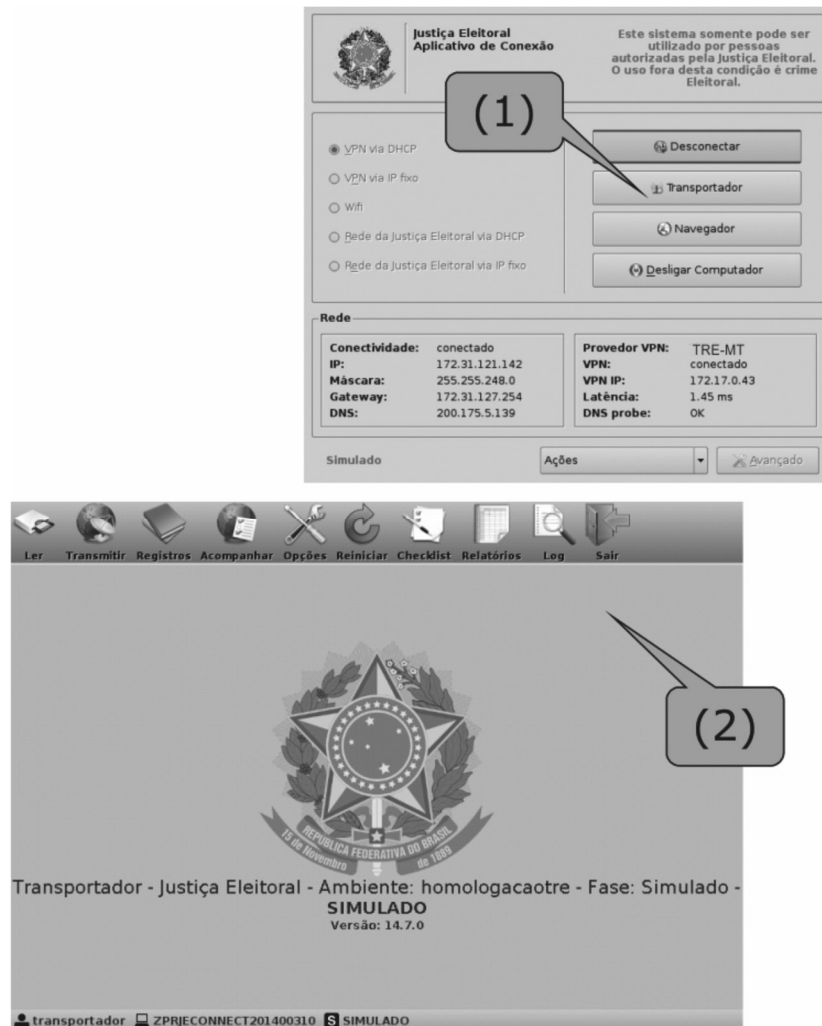 Justiça Eleitoral
Aplicativo de Conexão
Este sistema somente pode ser
utilizado por pessoas
autorizadas pela Justiça Eleitoral.
O uso fora desta condição é crime
Eleitoral.
(1)
VPN via DHCP
VPN via IP fixo
Wifi
Rede da Justiça Eleitoral via DHCP
Rede da Justiça Eleitoral via IP fixo
Desconectar
Transportador
Navegador
Desligar Computador
Rede
Conectividade: conectado
IP: 172.31.121.142
Máscara: 255.255.248.0
Gateway: 172.31.127.254
DNS: 200.175.5.139
Provedor VPN: TRE-MT
VPN: conectado
VPN IP: 172.17.0.43
Latência: 1.45 ms
DNS probe: OK
Simulado Ações Avançado
Ler Transmitir Registros Acompanhar Opções Reiniciar Checklist Relatórios Log Sair
(2)
REPUBLICA FEDERATIVA DO BRASIL
15 de Novembro de 1889
Transportador - Justiça Eleitoral - Ambiente: homologacaotre - Fase: Simulado -
SIMULADO
Versão: 14.7.0
transportador ZPRJECONNECT201400310 S SIMULADO